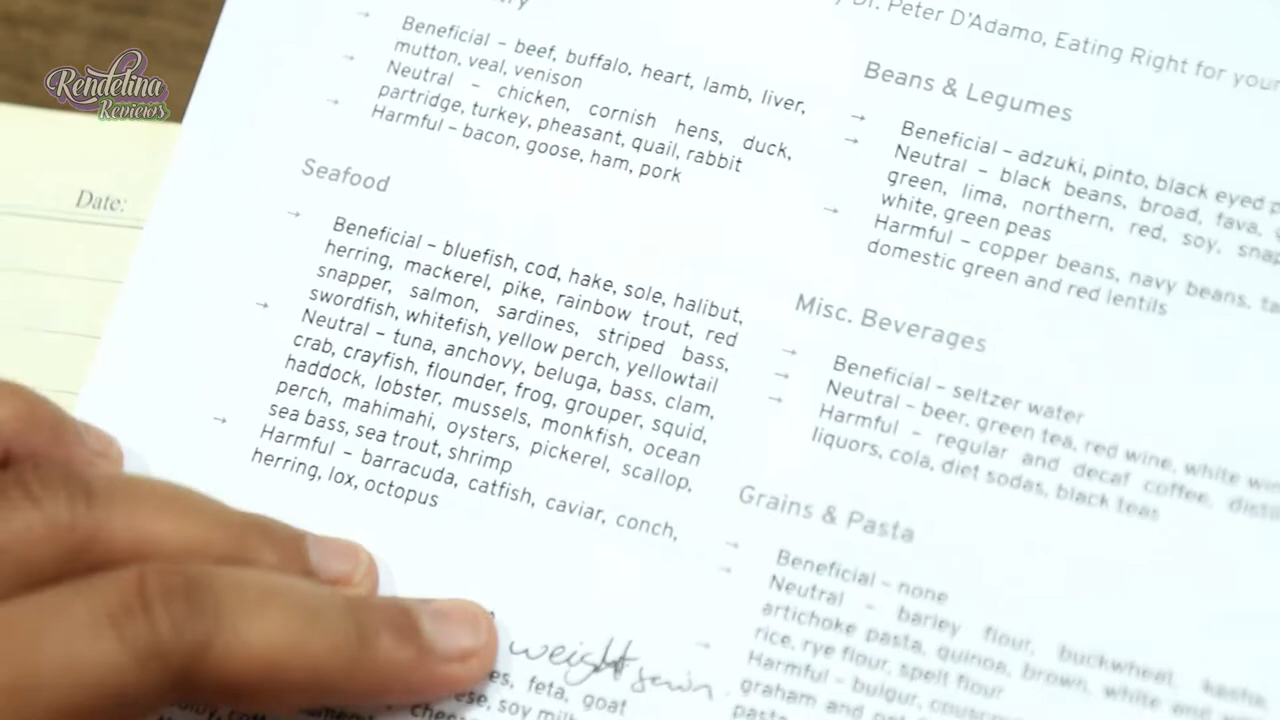 Rendelina
Reviews
Date:
Beneficial – beef, buffalo, heart, lamb, liver,
mutton, veal, venison
Neutral – chicken, cornish hens, duck,
partridge, turkey, pheasant, quail, rabbit
Harmful – bacon, goose, ham, pork
Seafood
Beneficial – bluefish, cod, hake, sole, halibut,
herring, mackerel, pike, rainbow trout, red
snapper, salmon, sardines, striped bass,
swordfish, whitefish, yellow perch, yellowtail
Neutral – tuna, anchovy, beluga, bass, clam,
crab, crayfish, flounder, frog, grouper, squid,
haddock, lobster, mussels, monkfish, ocean
perch, mahimahi, oysters, pickerel, scallop,
sea bass, sea trout, shrimp
Harmful – barracuda, catfish, caviar, conch,
herring, lox, octopus
weight
feta, goat
soy milk
Dr. Peter D'Adamo, Eating Right for your
Beans & Legumes
Beneficial – adzuki, pinto, black eyed
Neutral – black beans, broad, fava,
green, lima, northern, red, soy, snap
white, green peas
Harmful – copper beans, navy beans,
domestic green and red lentils
Misc. Beverages
Beneficial – seltzer water
Neutral – beer, green tea, red wine, white
Harmful – regular and decaf coffee,
liquors, cola, diet sodas, black teas
Grains & Pasta
Beneficial – none
Neutral – barley flour, buckwheat, kasha
artichoke pasta, quinoa, brown, white and
rice, rye flour, spelt flour
Harmful – bulgur,
graham and